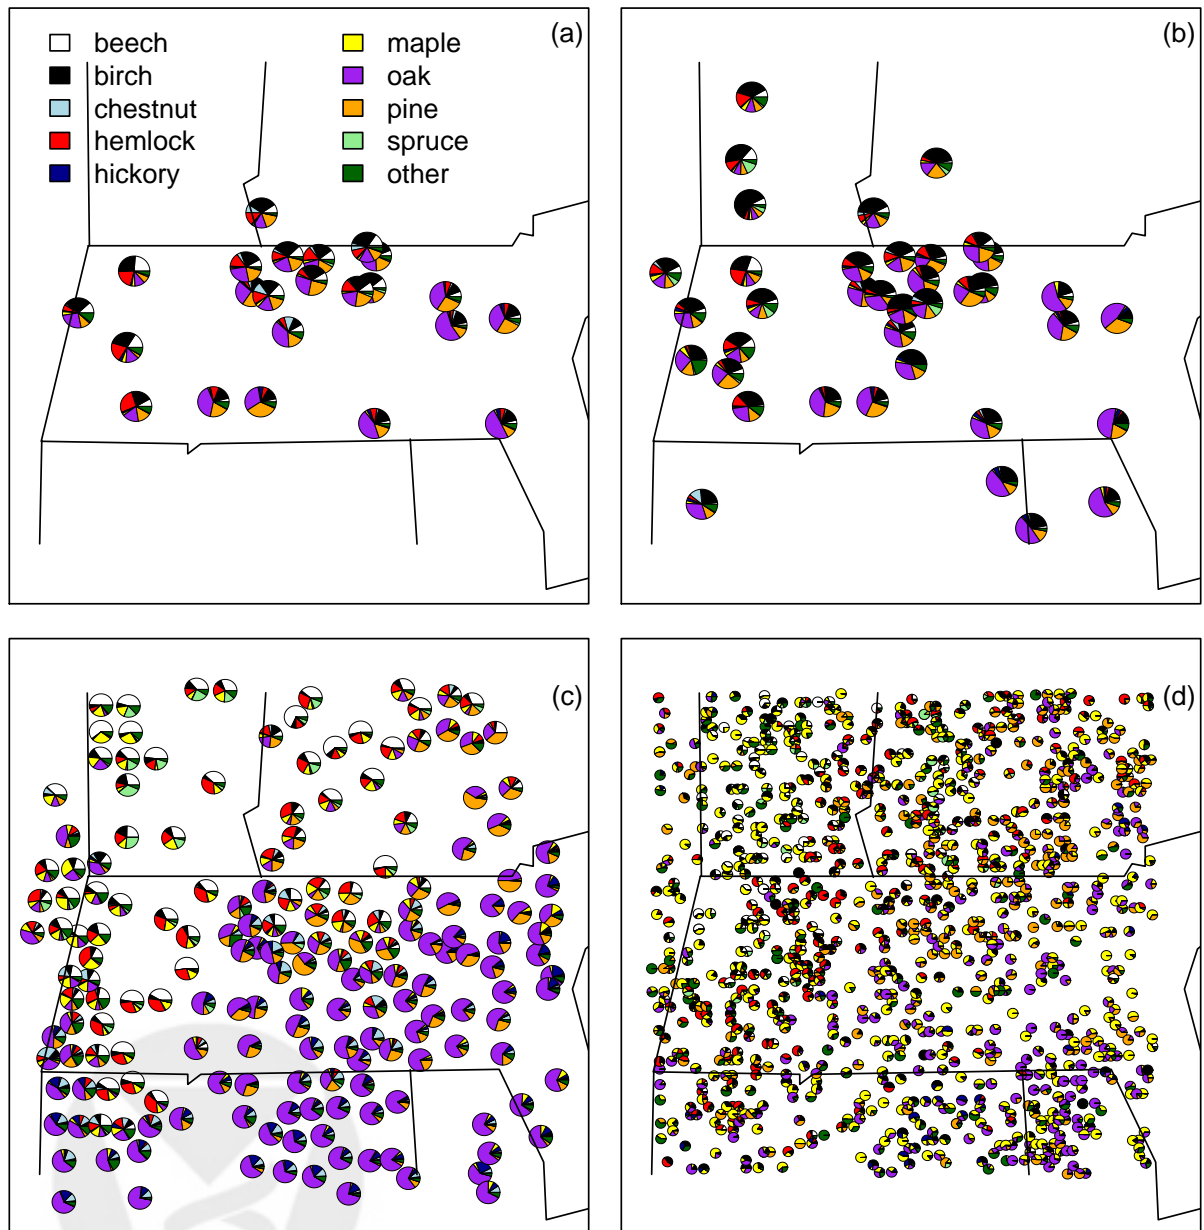 (a)
beech
birch
chestnut
hemlock
hickory
maple
oak
pine
spruce
other
(b)
(c)
(d)